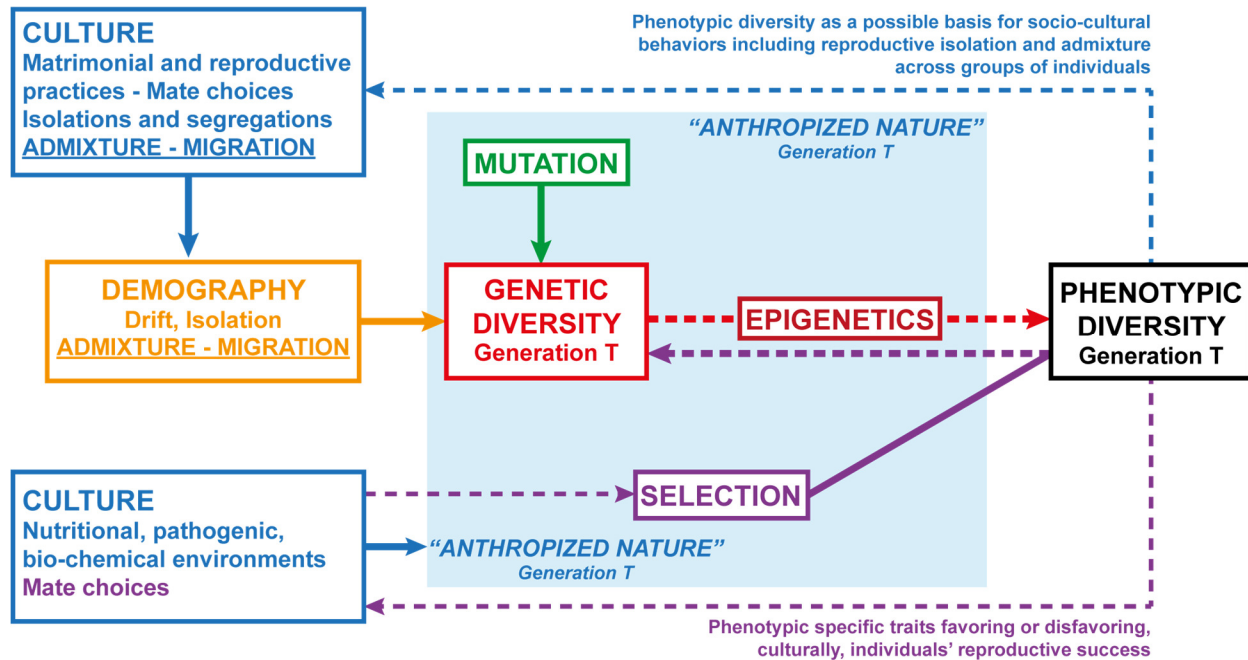 CULTURE
Matrimonial and reproductive
practices - Mate choices
Isolations and segregations
ADMIXTURE - MIGRATION
Phenotypic diversity as a possible basis for socio-cultural
behaviors including reproductive isolation and admixture
across groups of individuals
“ANTHROPIZED NATURE”
Generation T
MUTATION
DEMOGRAPHY
Drift, Isolation
ADMIXTURE - MIGRATION
GENETIC
DIVERSITY
Generation T
EPIGENETICS
PHENOTYPIC
DIVERSITY
Generation T
CULTURE
Nutritional, pathogenic,
bio-chemical environments
Mate choices
SELECTION
“ANTHROPIZED NATURE”
Generation T
Phenotypic specific traits favoring or disfavoring,
culturally, individuals’ reproductive success